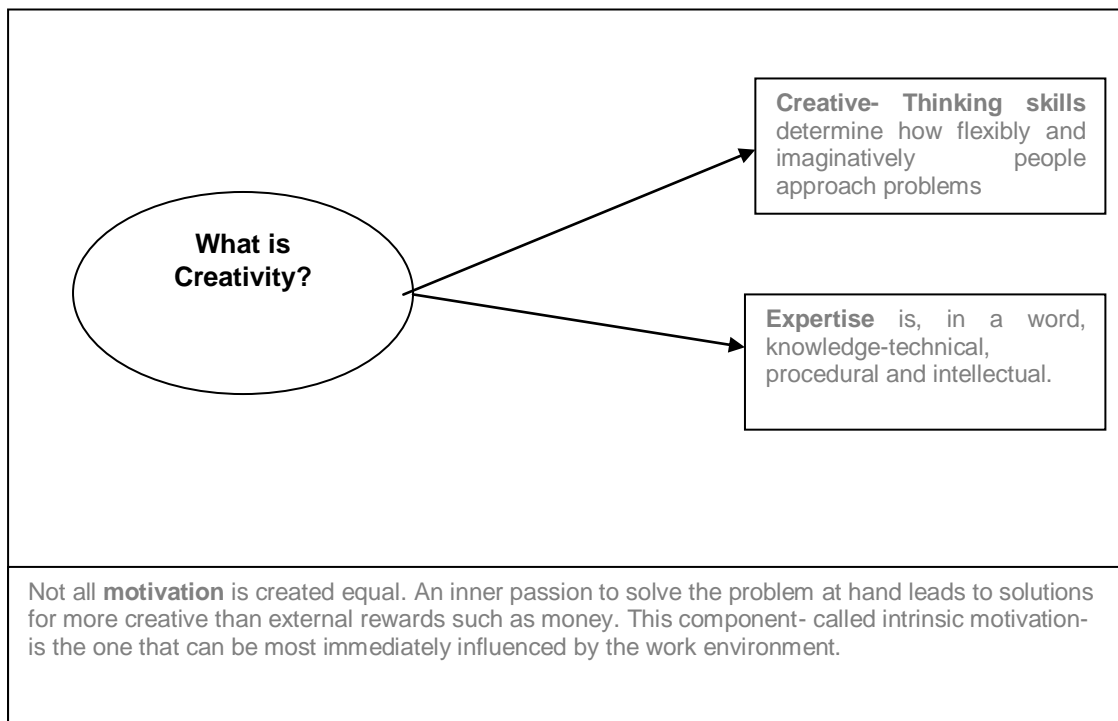 What is
Creativity?
Creative- Thinking skills
determine how flexibly and
imaginatively people
approach problems
Expertise is, in a word,
knowledge-technical,
procedural and intellectual.
Not all motivation is created equal. An inner passion to solve the problem at hand leads to solutions
for more creative than external rewards such as money. This component- called intrinsic motivation-
is the one that can be most immediately influenced by the work environment.